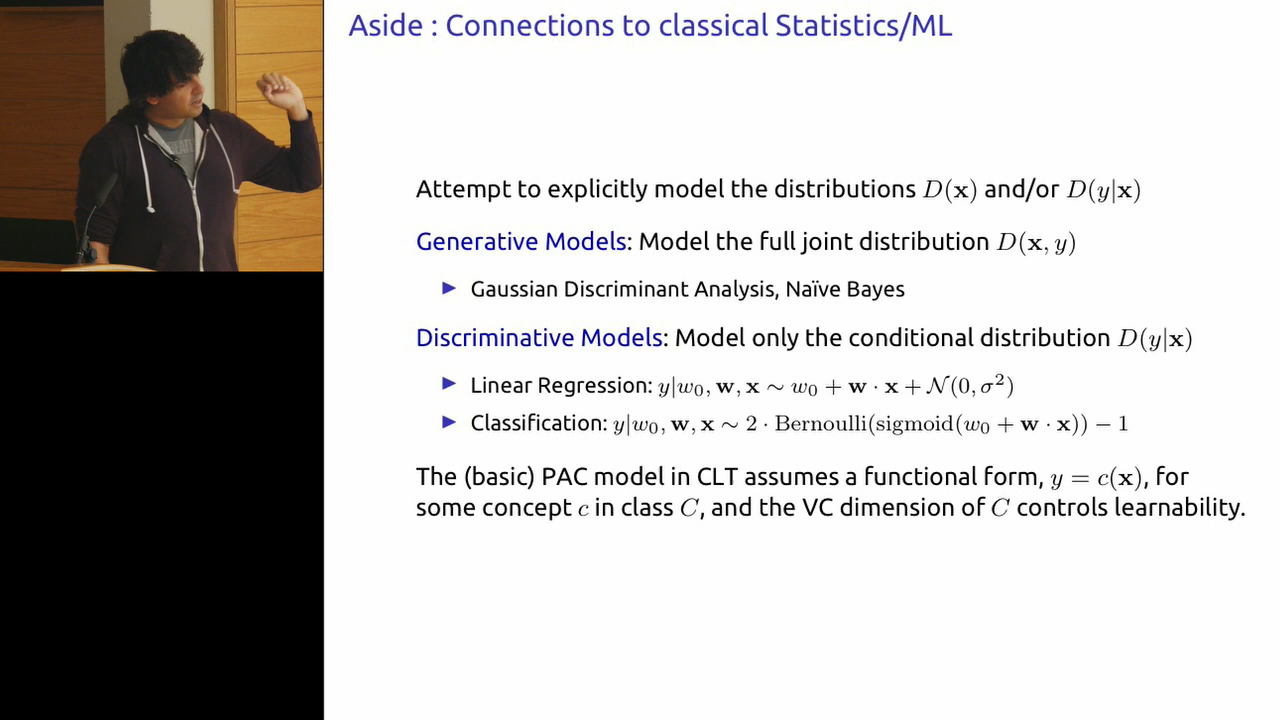 Aside : Connections to classical Statistics/ML
Attempt to explicitly model the distributions D(𝐱) and/or D(y|𝐱)
Generative Models: Model the full joint distribution D(𝐱, y)
▶ Gaussian Discriminant Analysis, Naïve Bayes
Discriminative Models: Model only the conditional distribution D(y|𝐱)
▶ Linear Regression: y|w₀, 𝐰, 𝐱 ∼ w₀ + 𝐰 · 𝐱 + 𝒩(0, σ²)
▶ Classification: y|w₀, 𝐰, 𝐱 ∼ 2 · Bernoulli(sigmoid(w₀ + 𝐰 · 𝐱)) − 1
The (basic) PAC model in CLT assumes a functional form, y = c(𝐱), for
some concept c in class C, and the VC dimension of C controls learnability.